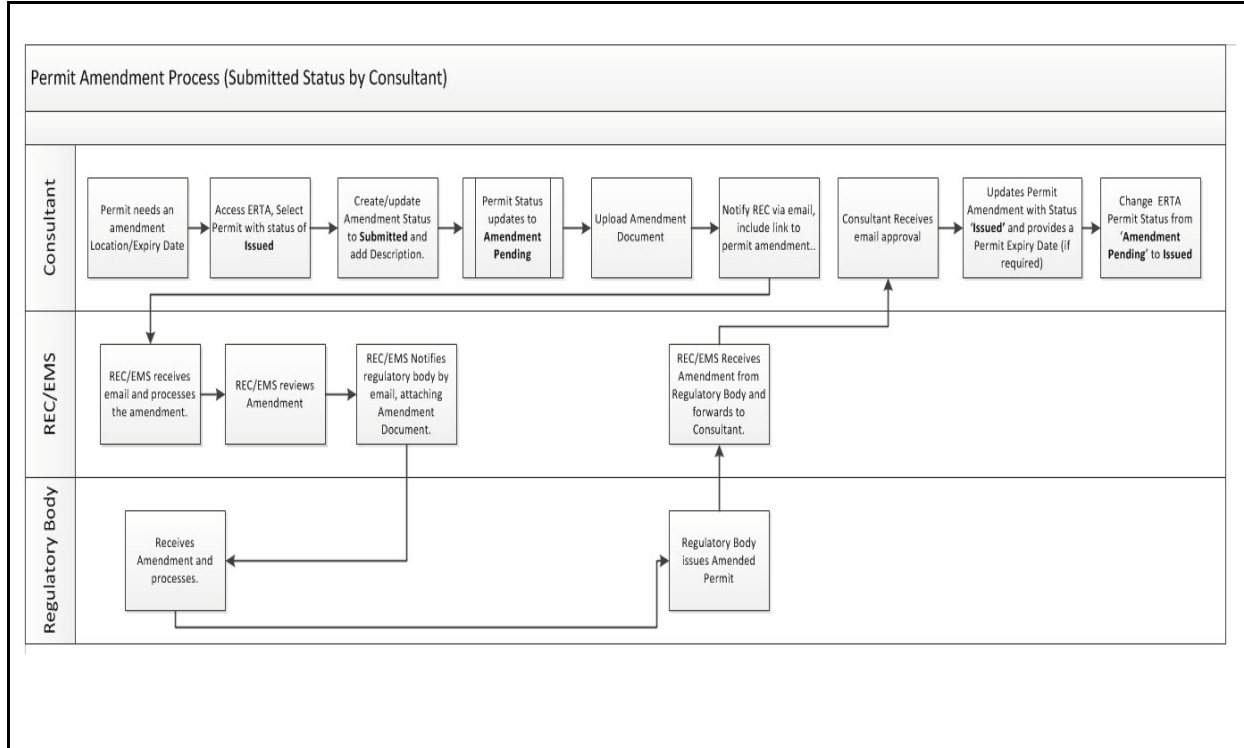 Permit Amendment Process (Submitted Status by Consultant)
Consultant
Permit needs an
amendment
Location/Expiry Date
Access ERTA, Select
Permit with status of
Issued
Create/update
Amendment Status
to Submitted and
add Description.
Permit Status
updates to
Amendment
Pending
Upload Amendment
Document
Notify REC via email,
include link to
permit amendment..
Consultant Receives
email approval
Updates Permit
Amendment with Status
‘Issued’ and provides a
Permit Expiry Date (if
required)
Change ERTA
Permit Status from
‘Amendment
Pending’ to Issued
REC/EMS
REC/EMS receives
email and processes
the amendment.
REC/EMS reviews
Amendment
REC/EMS Notifies
regulatory body by
email, attaching
Amendment
Document.
REC/EMS Receives
Amendment from
Regulatory Body and
forwards to
Consultant.
Regulatory Body
Receives
Amendment and
processes.
Regulatory Body
issues Amended
Permit